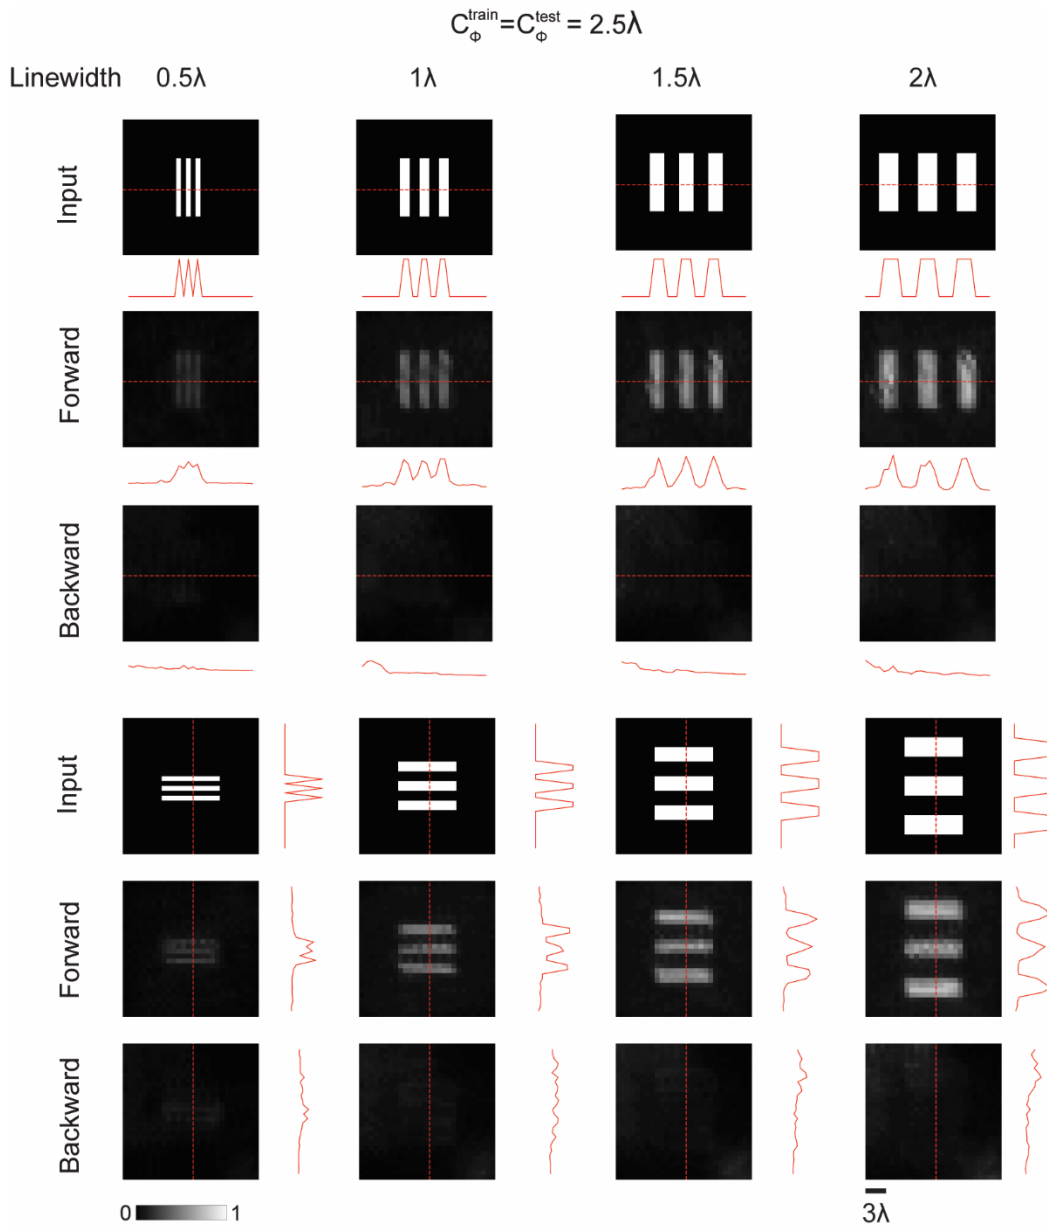 C_Φ^train = C_Φ^test = 2.5λ
Linewidth 0.5λ 1λ 1.5λ 2λ
Input
Forward
Backward
Input
Forward
Backward
0 1
3λ